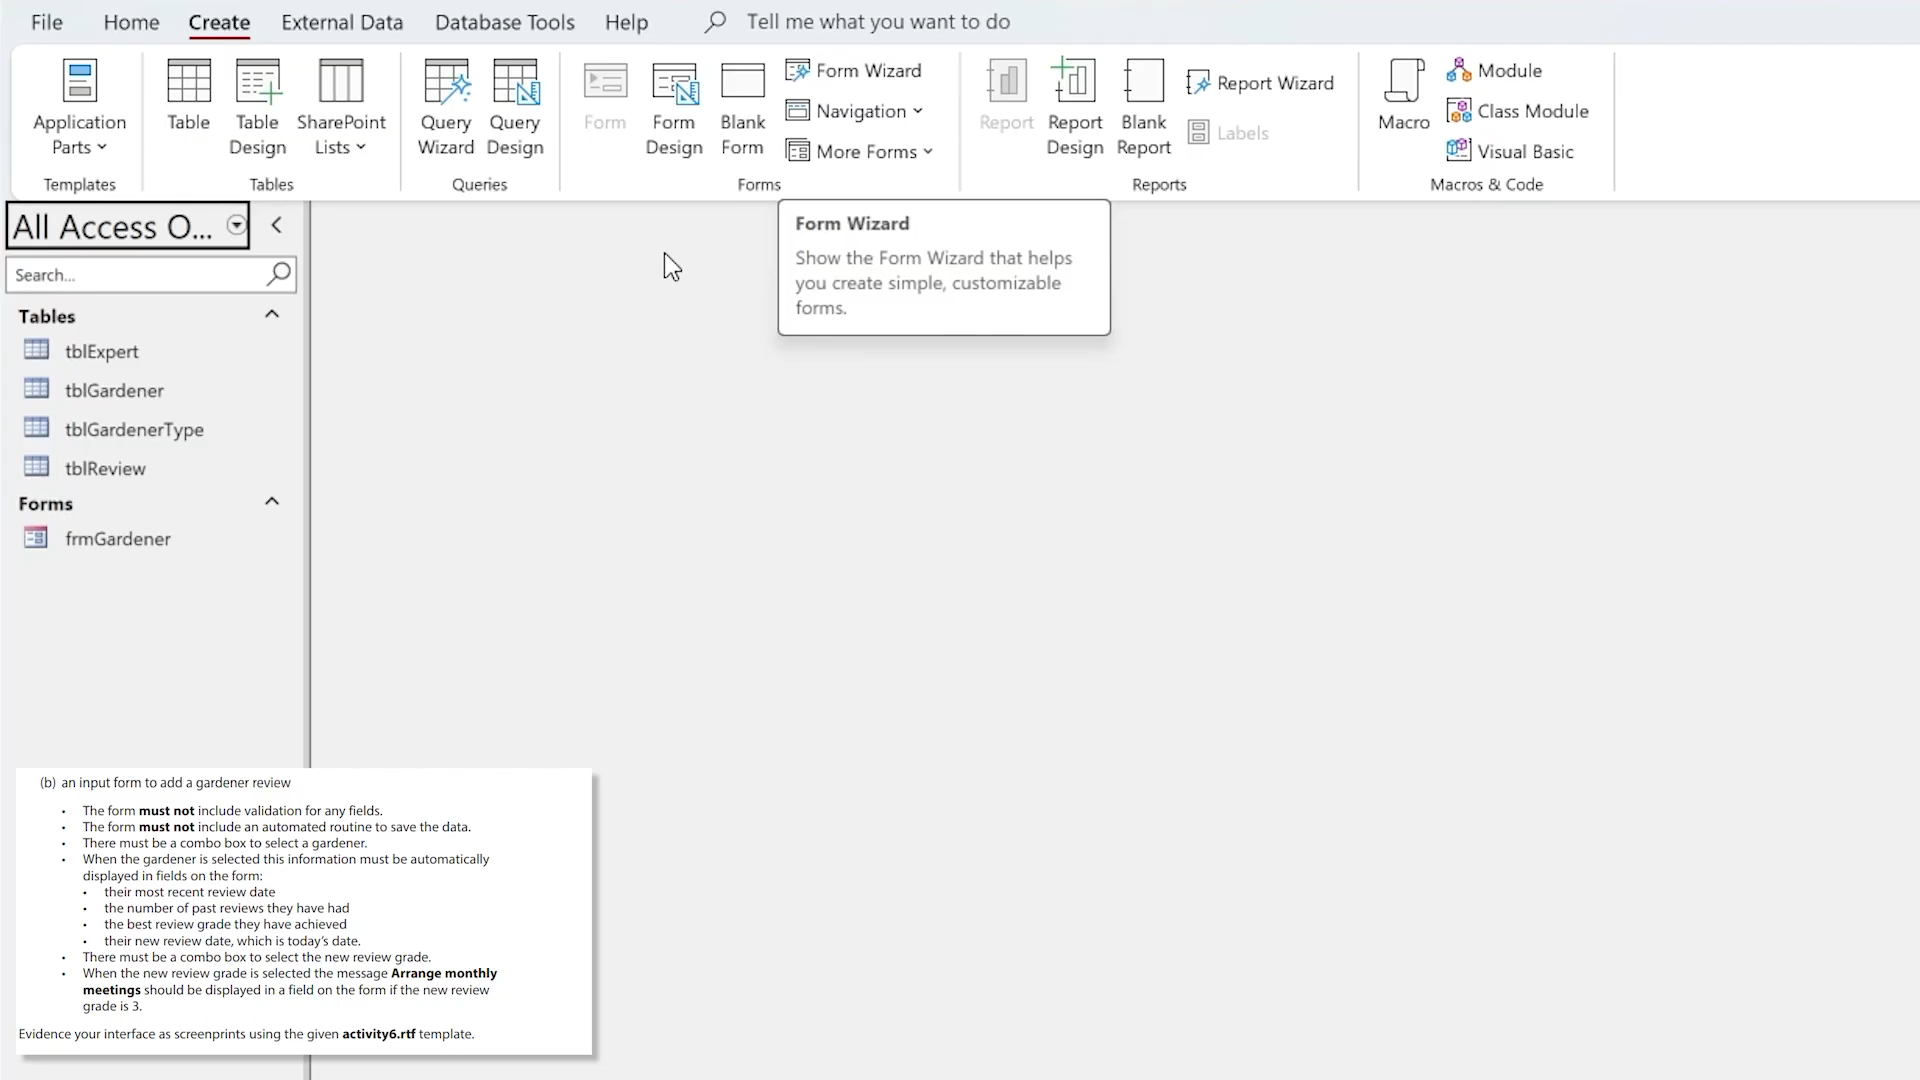 File Home Create External Data Database Tools Help Tell me what you want to do
Application Parts
Templates
Table
Table Design
SharePoint Lists
Tables
Query Wizard
Query Design
Queries
Form
Form Design
Blank Form
Form Wizard
Navigation
More Forms
Forms
Report
Report Design
Blank Report
Report Wizard
Labels
Reports
Macro
Module
Class Module
Visual Basic
Macros & Code
All Access O...
Search...
Tables
tblExpert
tblGardener
tblGardenerType
tblReview
Forms
frmGardener
Form Wizard
Show the Form Wizard that helps
you create simple, customizable
forms.
(b) an input form to add a gardener review
• The form must not include validation for any fields.
• The form must not include an automated routine to save the data.
• There must be a combo box to select a gardener.
• When the gardener is selected this information must be automatically
displayed in fields on the form:
• their most recent review date
• the number of past reviews they have had
• the best review grade they have achieved
• their new review date, which is today's date.
• There must be a combo box to select the new review grade.
• When the new review grade is selected the message Arrange monthly
meetings should be displayed in a field on the form if the new review
grade is 3.
Evidence your interface as screenprints using the given activity6.rtf template.